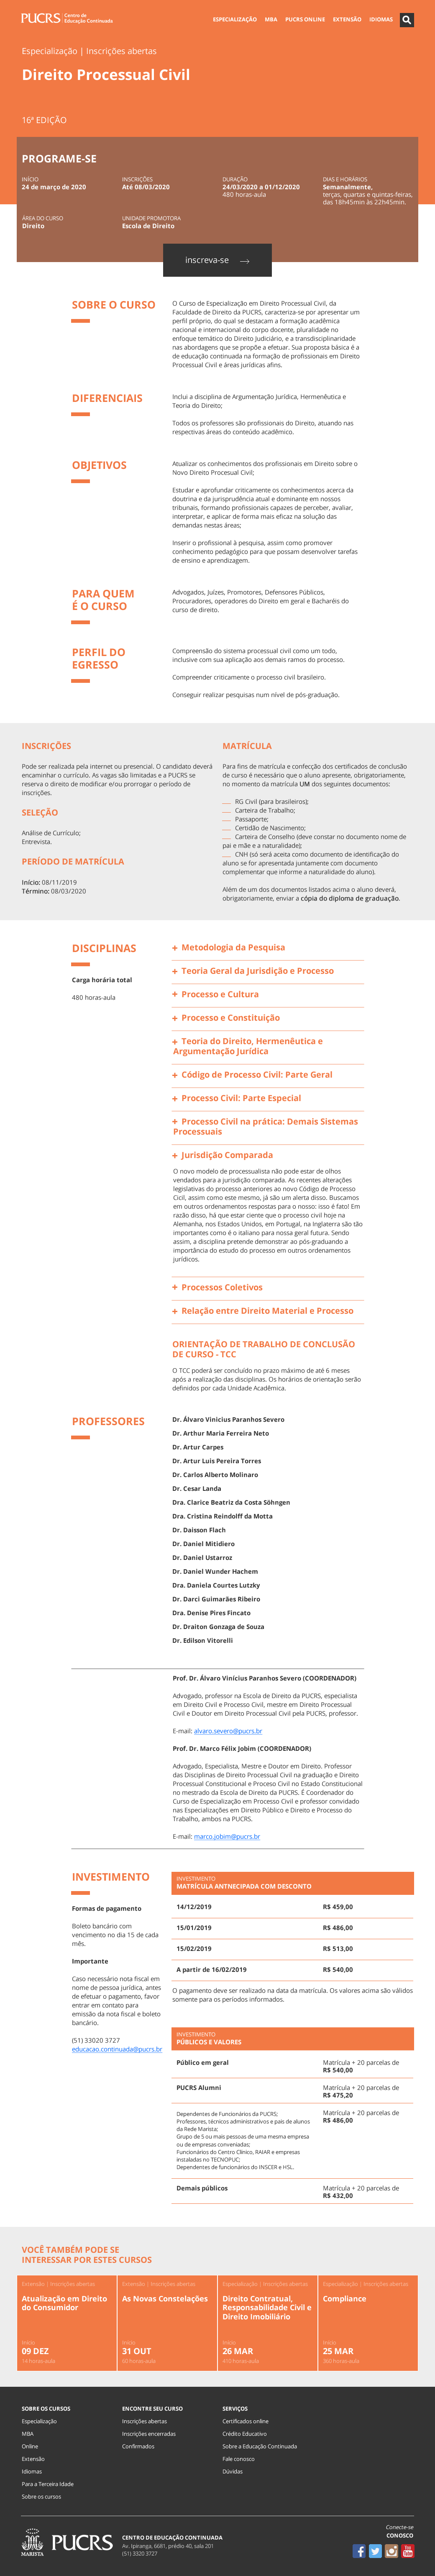 PUCRS Centro de
Educação Continuada
ESPECIALIZAÇÃO MBA PUCRS ONLINE EXTENSÃO IDIOMAS
Especialização | Inscrições abertas
Direito Processual Civil
16ª EDIÇÃO
PROGRAME-SE
INÍCIO
24 de março de 2020
INSCRIÇÕES
Até 08/03/2020
DURAÇÃO
24/03/2020 a 01/12/2020
480 horas-aula
DIAS E HORÁRIOS
Semanalmente,
terças, quartas e quintas-feiras,
das 18h45min às 22h45min.
ÁREA DO CURSO
Direito
UNIDADE PROMOTORA
Escola de Direito
inscreva-se
SOBRE O CURSO
O Curso de Especialização em Direito Processual Civil, da
Faculdade de Direito da PUCRS, caracteriza-se por apresentar um
perfil próprio, do qual se destacam a formação acadêmica
nacional e internacional do corpo docente, pluralidade no
enfoque temático do Direito Judiciário, e a transdisciplinariedade
nas abordagens que se propõe a efetuar. Sua proposta básica é a
de educação continuada na formação de profissionais em Direito
Processual Civil e áreas jurídicas afins.
DIFERENCIAIS
Inclui a disciplina de Argumentação Jurídica, Hermenêutica e
Teoria do Direito;
Todos os professores são profissionais do Direito, atuando nas
respectivas áreas do conteúdo acadêmico.
OBJETIVOS
Atualizar os conhecimentos dos profissionais em Direito sobre o
Novo Direito Procesual Civil;
Estudar e aprofundar criticamente os conhecimentos acerca da
doutrina e da jurisprudência atual e dominante em nossos
tribunais, formando profissionais capazes de perceber, avaliar,
interpretar, e aplicar de forma mais eficaz na solução das
demandas nestas áreas;
Inserir o profissional à pesquisa, assim como promover
conhecimento pedagógico para que possam desenvolver tarefas
de ensino e aprendizagem.
PARA QUEM
É O CURSO
Advogados, Juízes, Promotores, Defensores Públicos,
Procuradores, operadores do Direito em geral e Bacharéis do
curso de direito.
PERFIL DO
EGRESSO
Compreensão do sistema processual civil como um todo,
inclusive com sua aplicação aos demais ramos do processo.
Compreender criticamente o processo civil brasileiro.
Conseguir realizar pesquisas num nível de pós-graduação.
INSCRIÇÕES
Pode ser realizada pela internet ou presencial. O candidato deverá
encaminhar o currículo. As vagas são limitadas e a PUCRS se
reserva o direito de modificar e/ou prorrogar o período de
inscrições.
SELEÇÃO
Análise de Currículo;
Entrevista.
PERÍODO DE MATRÍCULA
Início: 08/11/2019
Término: 08/03/2020
MATRÍCULA
Para fins de matrícula e confecção dos certificados de conclusão
de curso é necessário que o aluno apresente, obrigatoriamente,
no momento da matrícula UM dos seguintes documentos:
RG Civil (para brasileiros);
Carteira de Trabalho;
Passaporte;
Certidão de Nascimento;
Carteira de Conselho (deve constar no documento nome de
pai e mãe e a naturalidade);
CNH (só será aceita como documento de identificação do
aluno se for apresentada juntamente com documento
complementar que informe a naturalidade do aluno).
Além de um dos documentos listados acima o aluno deverá,
obrigatoriamente, enviar a cópia do diploma de graduação.
DISCIPLINAS
Carga horária total
480 horas-aula
+ Metodologia da Pesquisa
+ Teoria Geral da Jurisdição e Processo
+ Processo e Cultura
+ Processo e Constituição
+ Teoria do Direito, Hermenêutica e
Argumentação Jurídica
+ Código de Processo Civil: Parte Geral
+ Processo Civil: Parte Especial
+ Processo Civil na prática: Demais Sistemas
Processuais
+ Jurisdição Comparada
O novo modelo de processualista não pode estar de olhos
vendados para a jurisdição comparada. As recentes alterações
legislativas do processo anteriores ao novo Código de Processo
Cicil, assim como este mesmo, já são um alerta disso. Buscamos
em outros ordenamentos respostas para o nosso: isso é fato! Em
razão disso, há que estar ciente que o processo civil hoje na
Alemanha, nos Estados Unidos, em Portugal, na Inglaterra são tão
importantes como é o italiano para nossa geral futura. Sendo
assim, a disciplina pretende demonstrar ao pós-graduando a
importância do estudo do processo em outros ordenamentos
jurídicos.
+ Processos Coletivos
+ Relação entre Direito Material e Processo
ORIENTAÇÃO DE TRABALHO DE CONCLUSÃO
DE CURSO - TCC
O TCC poderá ser concluído no prazo máximo de até 6 meses
após a realização das disciplinas. Os horários de orientação serão
definidos por cada Unidade Acadêmica.
PROFESSORES
Dr. Álvaro Vinicius Paranhos Severo
Dr. Arthur Maria Ferreira Neto
Dr. Artur Carpes
Dr. Artur Luis Pereira Torres
Dr. Carlos Alberto Molinaro
Dr. Cesar Landa
Dra. Clarice Beatriz da Costa Söhngen
Dra. Cristina Reindolff da Motta
Dr. Daisson Flach
Dr. Daniel Mitidiero
Dr. Daniel Ustarroz
Dr. Daniel Wunder Hachem
Dra. Daniela Courtes Lutzky
Dr. Darci Guimarães Ribeiro
Dra. Denise Pires Fincato
Dr. Draiton Gonzaga de Souza
Dr. Edilson Vitorelli
Prof. Dr. Álvaro Vinícius Paranhos Severo (COORDENADOR)
Advogado, professor na Escola de Direito da PUCRS, especialista
em Direito Civil e Processo Civil, mestre em Direito Processual
Civil e Doutor em Direito Processual Civil pela PUCRS, professor.
E-mail: alvaro.severo@pucrs.br
Prof. Dr. Marco Félix Jobim (COORDENADOR)
Advogado, Especialista, Mestre e Doutor em Direito. Professor
das Disciplinas de Direito Processual Civil na graduação e Direito
Processual Constitucional e Proceso Civil no Estado Constitucional
no mestrado da Escola de Direito da PUCRS. É Coordenador do
Curso de Especialização em Processo Civil e professor convidado
nas Especializações em Direito Público e Direito e Processo do
Trabalho, ambos na PUCRS.
E-mail: marco.jobim@pucrs.br
INVESTIMENTO
Formas de pagamento
Boleto bancário com
vencimento no dia 15 de cada
mês.
Importante
Caso necessário nota fiscal em
nome de pessoa jurídica, antes
de efetuar o pagamento, favor
entrar em contato para
emissão da nota fiscal e boleto
bancário.
(51) 33020 3727
educacao.continuada@pucrs.br
INVESTIMENTO
MATRÍCULA ANTNECIPADA COM DESCONTO
14/12/2019 R$ 459,00
15/01/2019 R$ 486,00
15/02/2019 R$ 513,00
A partir de 16/02/2019 R$ 540,00
O pagamento deve ser realizado na data da matrícula. Os valores acima são válidos
somente para os períodos informados.
INVESTIMENTO
PÚBLICOS E VALORES
Público em geral
Matrícula + 20 parcelas de
R$ 540,00
PUCRS Alumni
Matrícula + 20 parcelas de
R$ 475,20
Dependentes de Funcionários da PUCRS;
Professores, técnicos administrativos e pais de alunos
da Rede Marista;
Grupo de 5 ou mais pessoas de uma mesma empresa
ou de empresas conveniadas;
Funcionários do Centro Clínico, RAIAR e empresas
instaladas no TECNOPUC;
Dependentes de funcionários do INSCER e HSL.
Matrícula + 20 parcelas de
R$ 486,00
Demais públicos
Matrícula + 20 parcelas de
R$ 432,00
VOCÊ TAMBÉM PODE SE
INTERESSAR POR ESTES CURSOS
Extensão | Inscrições abertas
Atualização em Direito
do Consumidor
Início
09 DEZ
14 horas-aula
Extensão | Inscrições abertas
As Novas Constelações
Início
31 OUT
60 horas-aula
Especialização | Inscrições abertas
Direito Contratual,
Responsabilidade Civil e
Direito Imobiliário
Início
26 MAR
410 horas-aula
Especialização | Inscrições abertas
Compliance
Início
25 MAR
360 horas-aula
SOBRE OS CURSOS
Especialização
MBA
Online
Extensão
Idiomas
Para a Terceira Idade
Sobre os cursos
ENCONTRE SEU CURSO
Inscrições abertas
Inscrições encerradas
Confirmados
SERVIÇOS
Certificados online
Crédito Educativo
Sobre a Educação Continuada
Fale conosco
Dúvidas
MARISTA
PUCRS
CENTRO DE EDUCAÇÃO CONTINUADA
Av. Ipiranga, 6681, prédio 40, sala 201
(51) 3320 3727
Conecte-se
CONOSCO
You